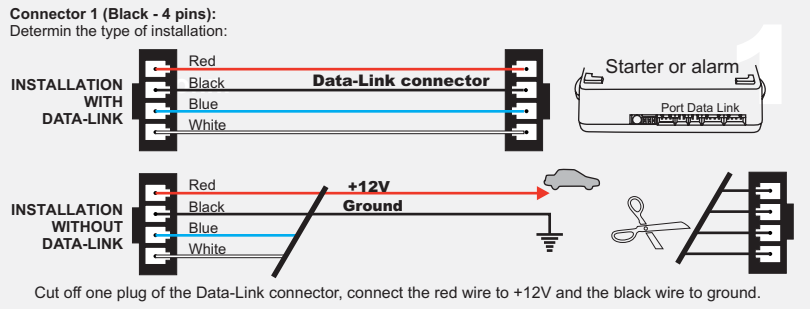 Connector 1 (Black - 4 pins):
Determin the type of installation:
1
INSTALLATION
WITH
DATA-LINK
Red
Black
Blue
White
Data-Link connector
Starter or alarm
Port Data Link
INSTALLATION
WITHOUT
DATA-LINK
Red
Black
Blue
White
+12V
Ground
Cut off one plug of the Data-Link connector, connect the red wire to +12V and the black wire to ground.